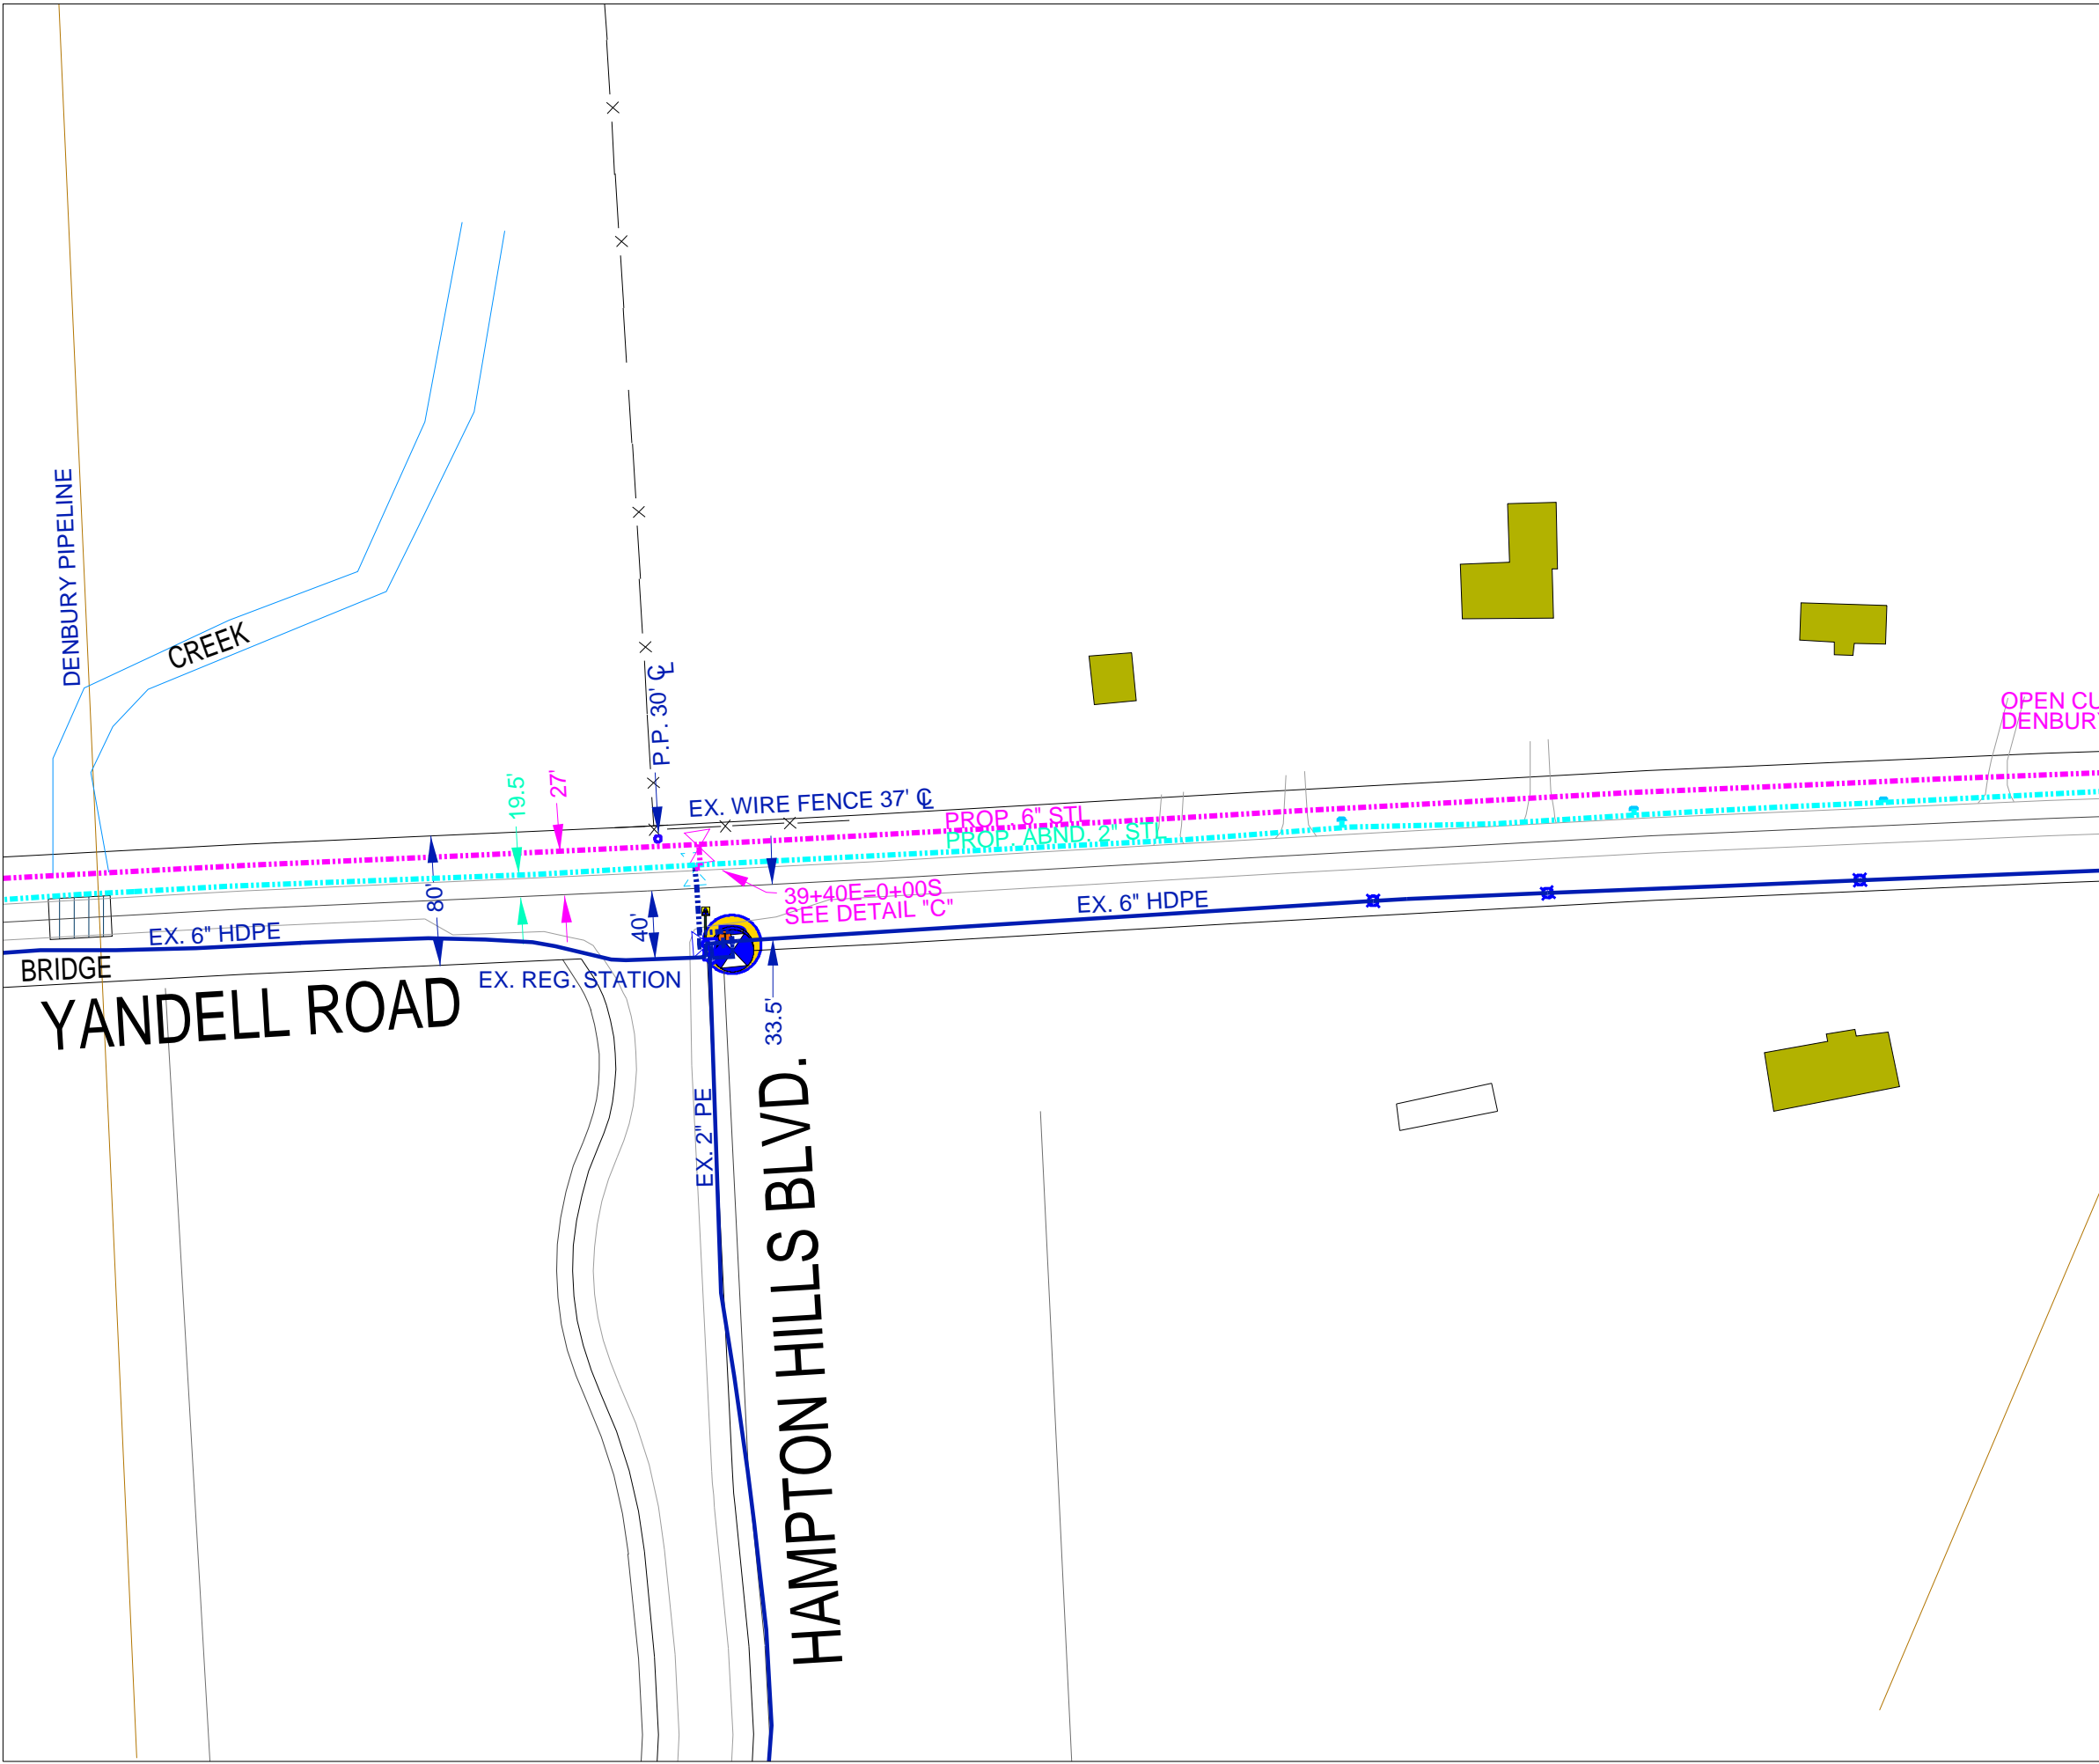 DENBURY PIPELINE
CREEK
P.P. 30' ℄
19.5'
27'
EX. WIRE FENCE 37' ℄
PROP. 6" STL
PROP. ABND. 2" STL
OPEN CU
DENBURY
80'
40'
39+40E=0+00S
SEE DETAIL "C"
EX. 6" HDPE
EX. 6" HDPE
BRIDGE
EX. REG. STATION
YANDELL ROAD
33.5'
EX. 2" PE
HAMPTON HILLS BLVD.